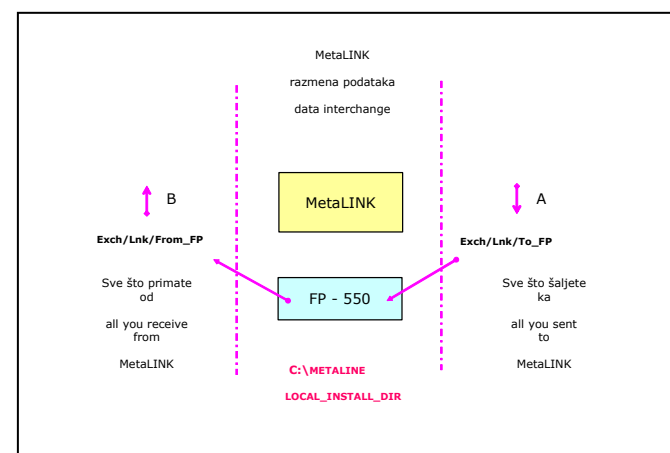 MetaLINK
razmena podataka
data interchange
B
A
MetaLINK
Exch/Lnk/From_FP
Exch/Lnk/To_FP
Sve što primate
od
all you receive
from
MetaLINK
FP - 550
Sve što šaljete
ka
all you sent
to
MetaLINK
C:\METALINE
LOCAL_INSTALL_DIR